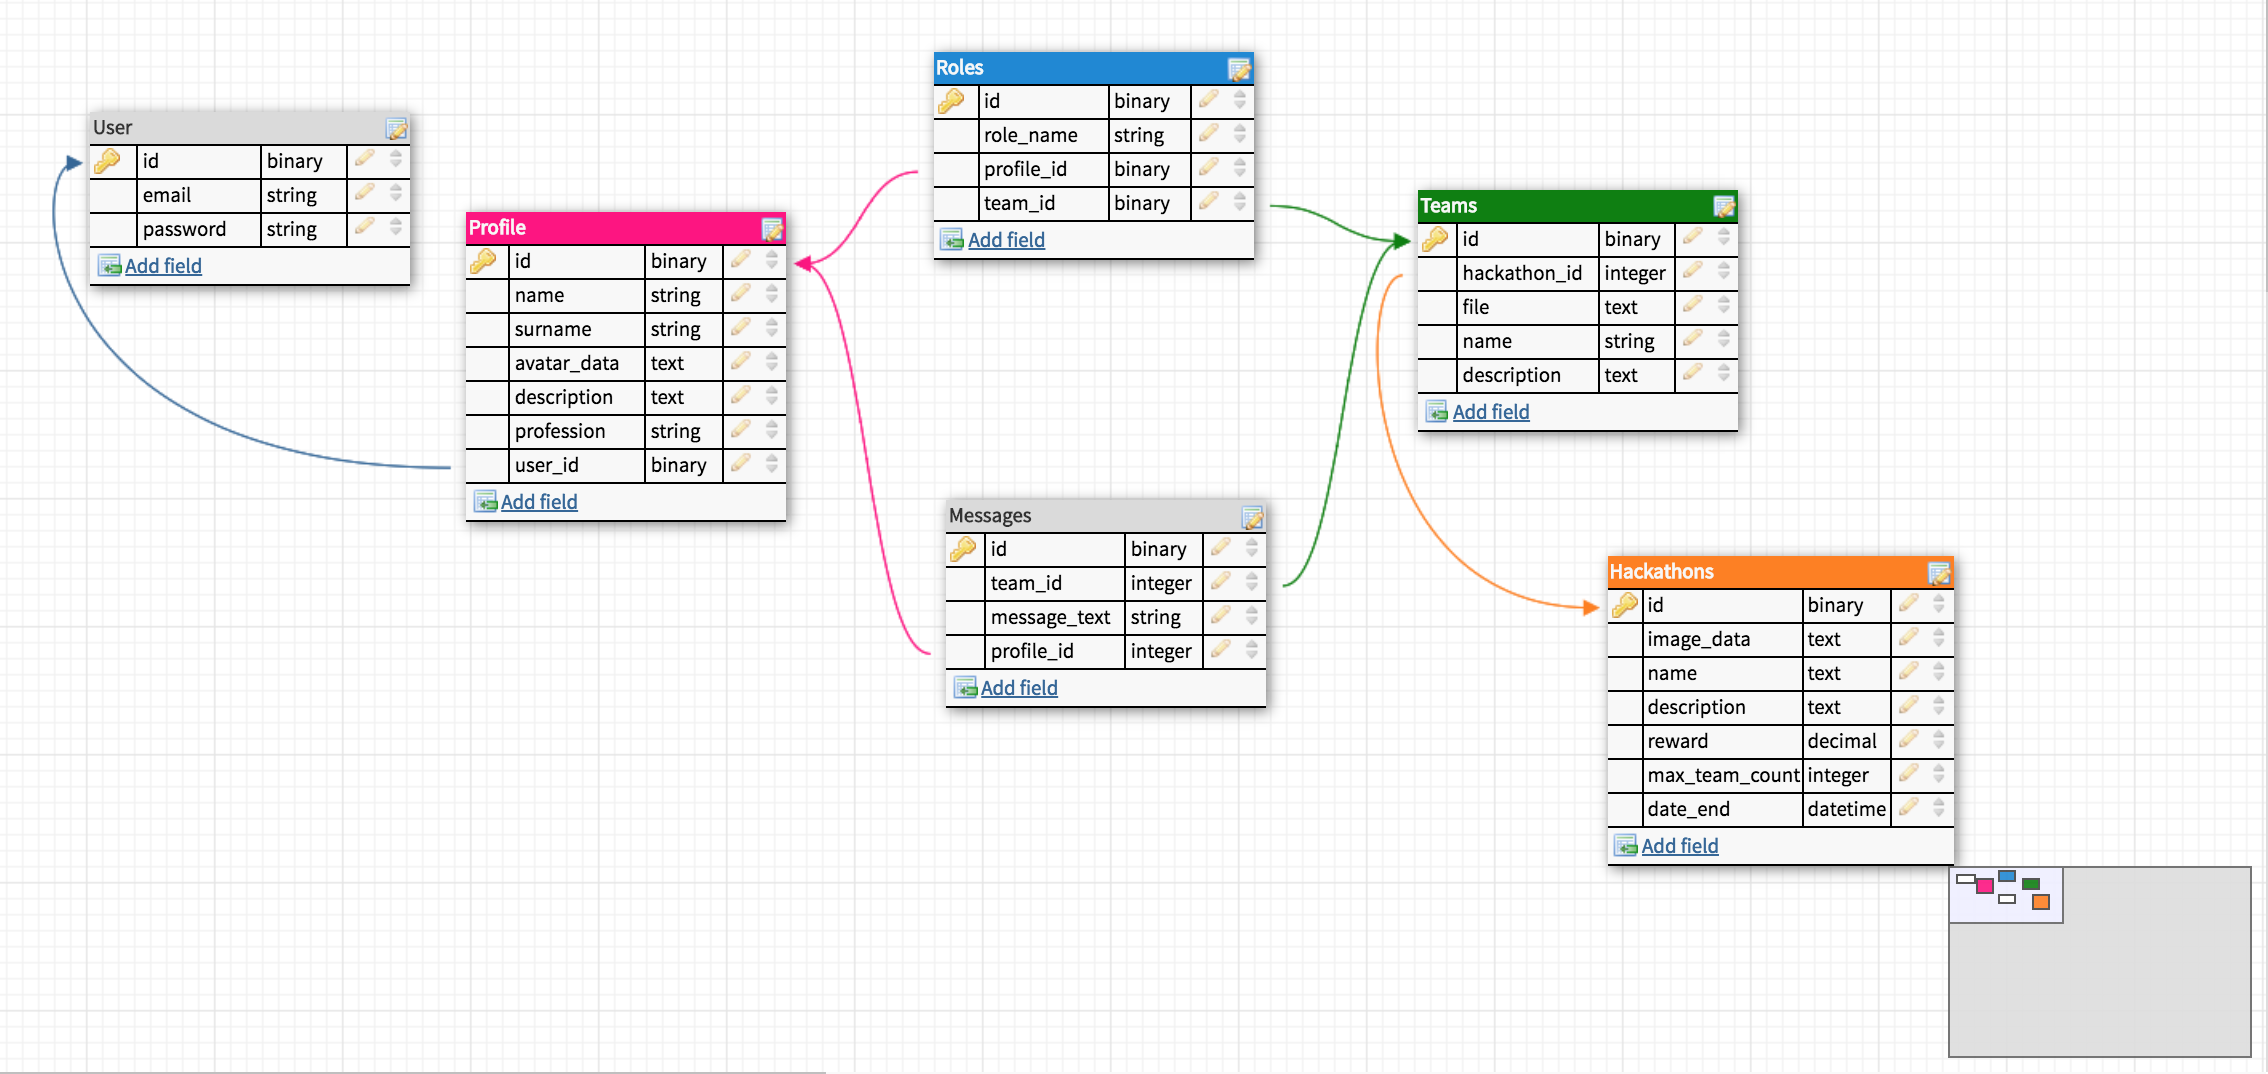 User
id binary
email string
password string
Add field
Profile
id binary
name string
surname string
avatar_data text
description text
profession string
user_id binary
Add field
Roles
id binary
role_name string
profile_id binary
team_id binary
Add field
Messages
id binary
team_id integer
message_text string
profile_id integer
Add field
Teams
id binary
hackathon_id integer
file text
name string
description text
Add field
Hackathons
id binary
image_data text
name text
description text
reward decimal
max_team_count integer
date_end datetime
Add field